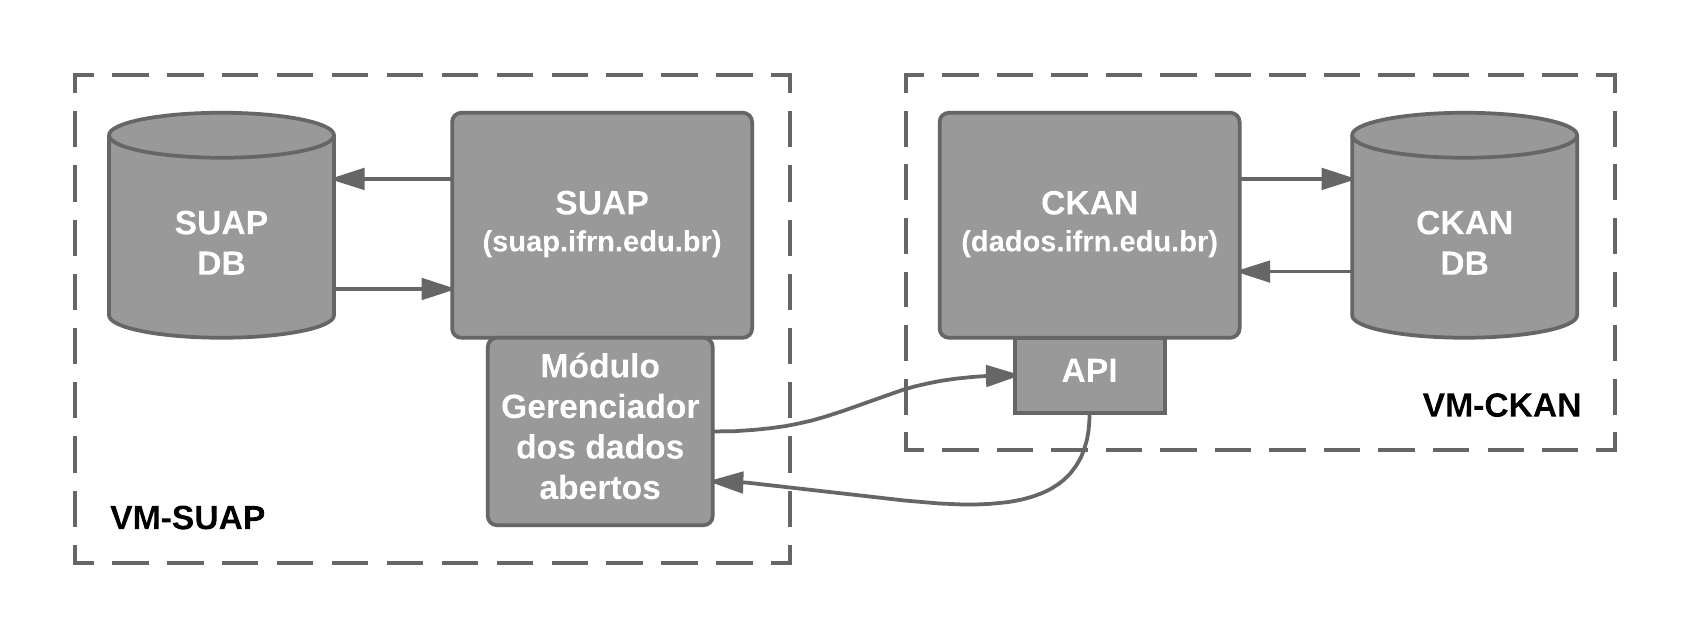 SUAP
DB
SUAP
(suap.ifrn.edu.br)
Módulo
Gerenciador
dos dados
abertos
VM-SUAP
CKAN
(dados.ifrn.edu.br)
API
CKAN
DB
VM-CKAN